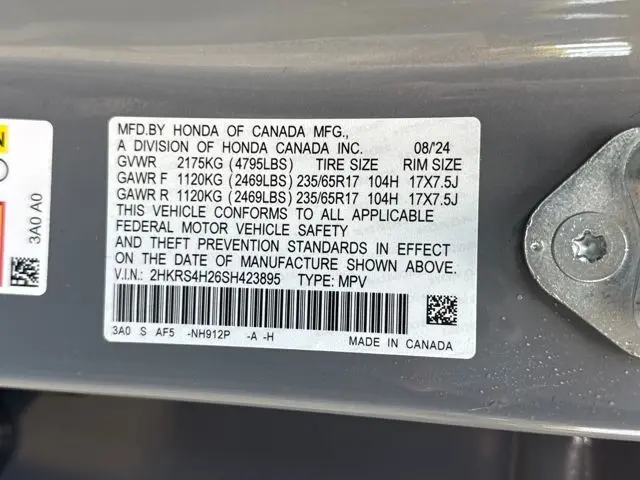 MFD.BY HONDA OF CANADA MFG.,
A DIVISION OF HONDA CANADA INC. 08/'24
GVWR 2175KG (4795LBS) TIRE SIZE RIM SIZE
GAWR F 1120KG (2469LBS) 235/65R17 104H 17X7.5J
GAWR R 1120KG (2469LBS) 235/65R17 104H 17X7.5J
THIS VEHICLE CONFORMS TO ALL APPLICABLE
FEDERAL MOTOR VEHICLE SAFETY
AND THEFT PREVENTION STANDARDS IN EFFECT
ON THE DATE OF MANUFACTURE SHOWN ABOVE.
V.I.N.: 2HKRS4H26SH423895 TYPE: MPV
3A0 S AF5 -NH912P -A -H
MADE IN CANADA
3A0 A0
N